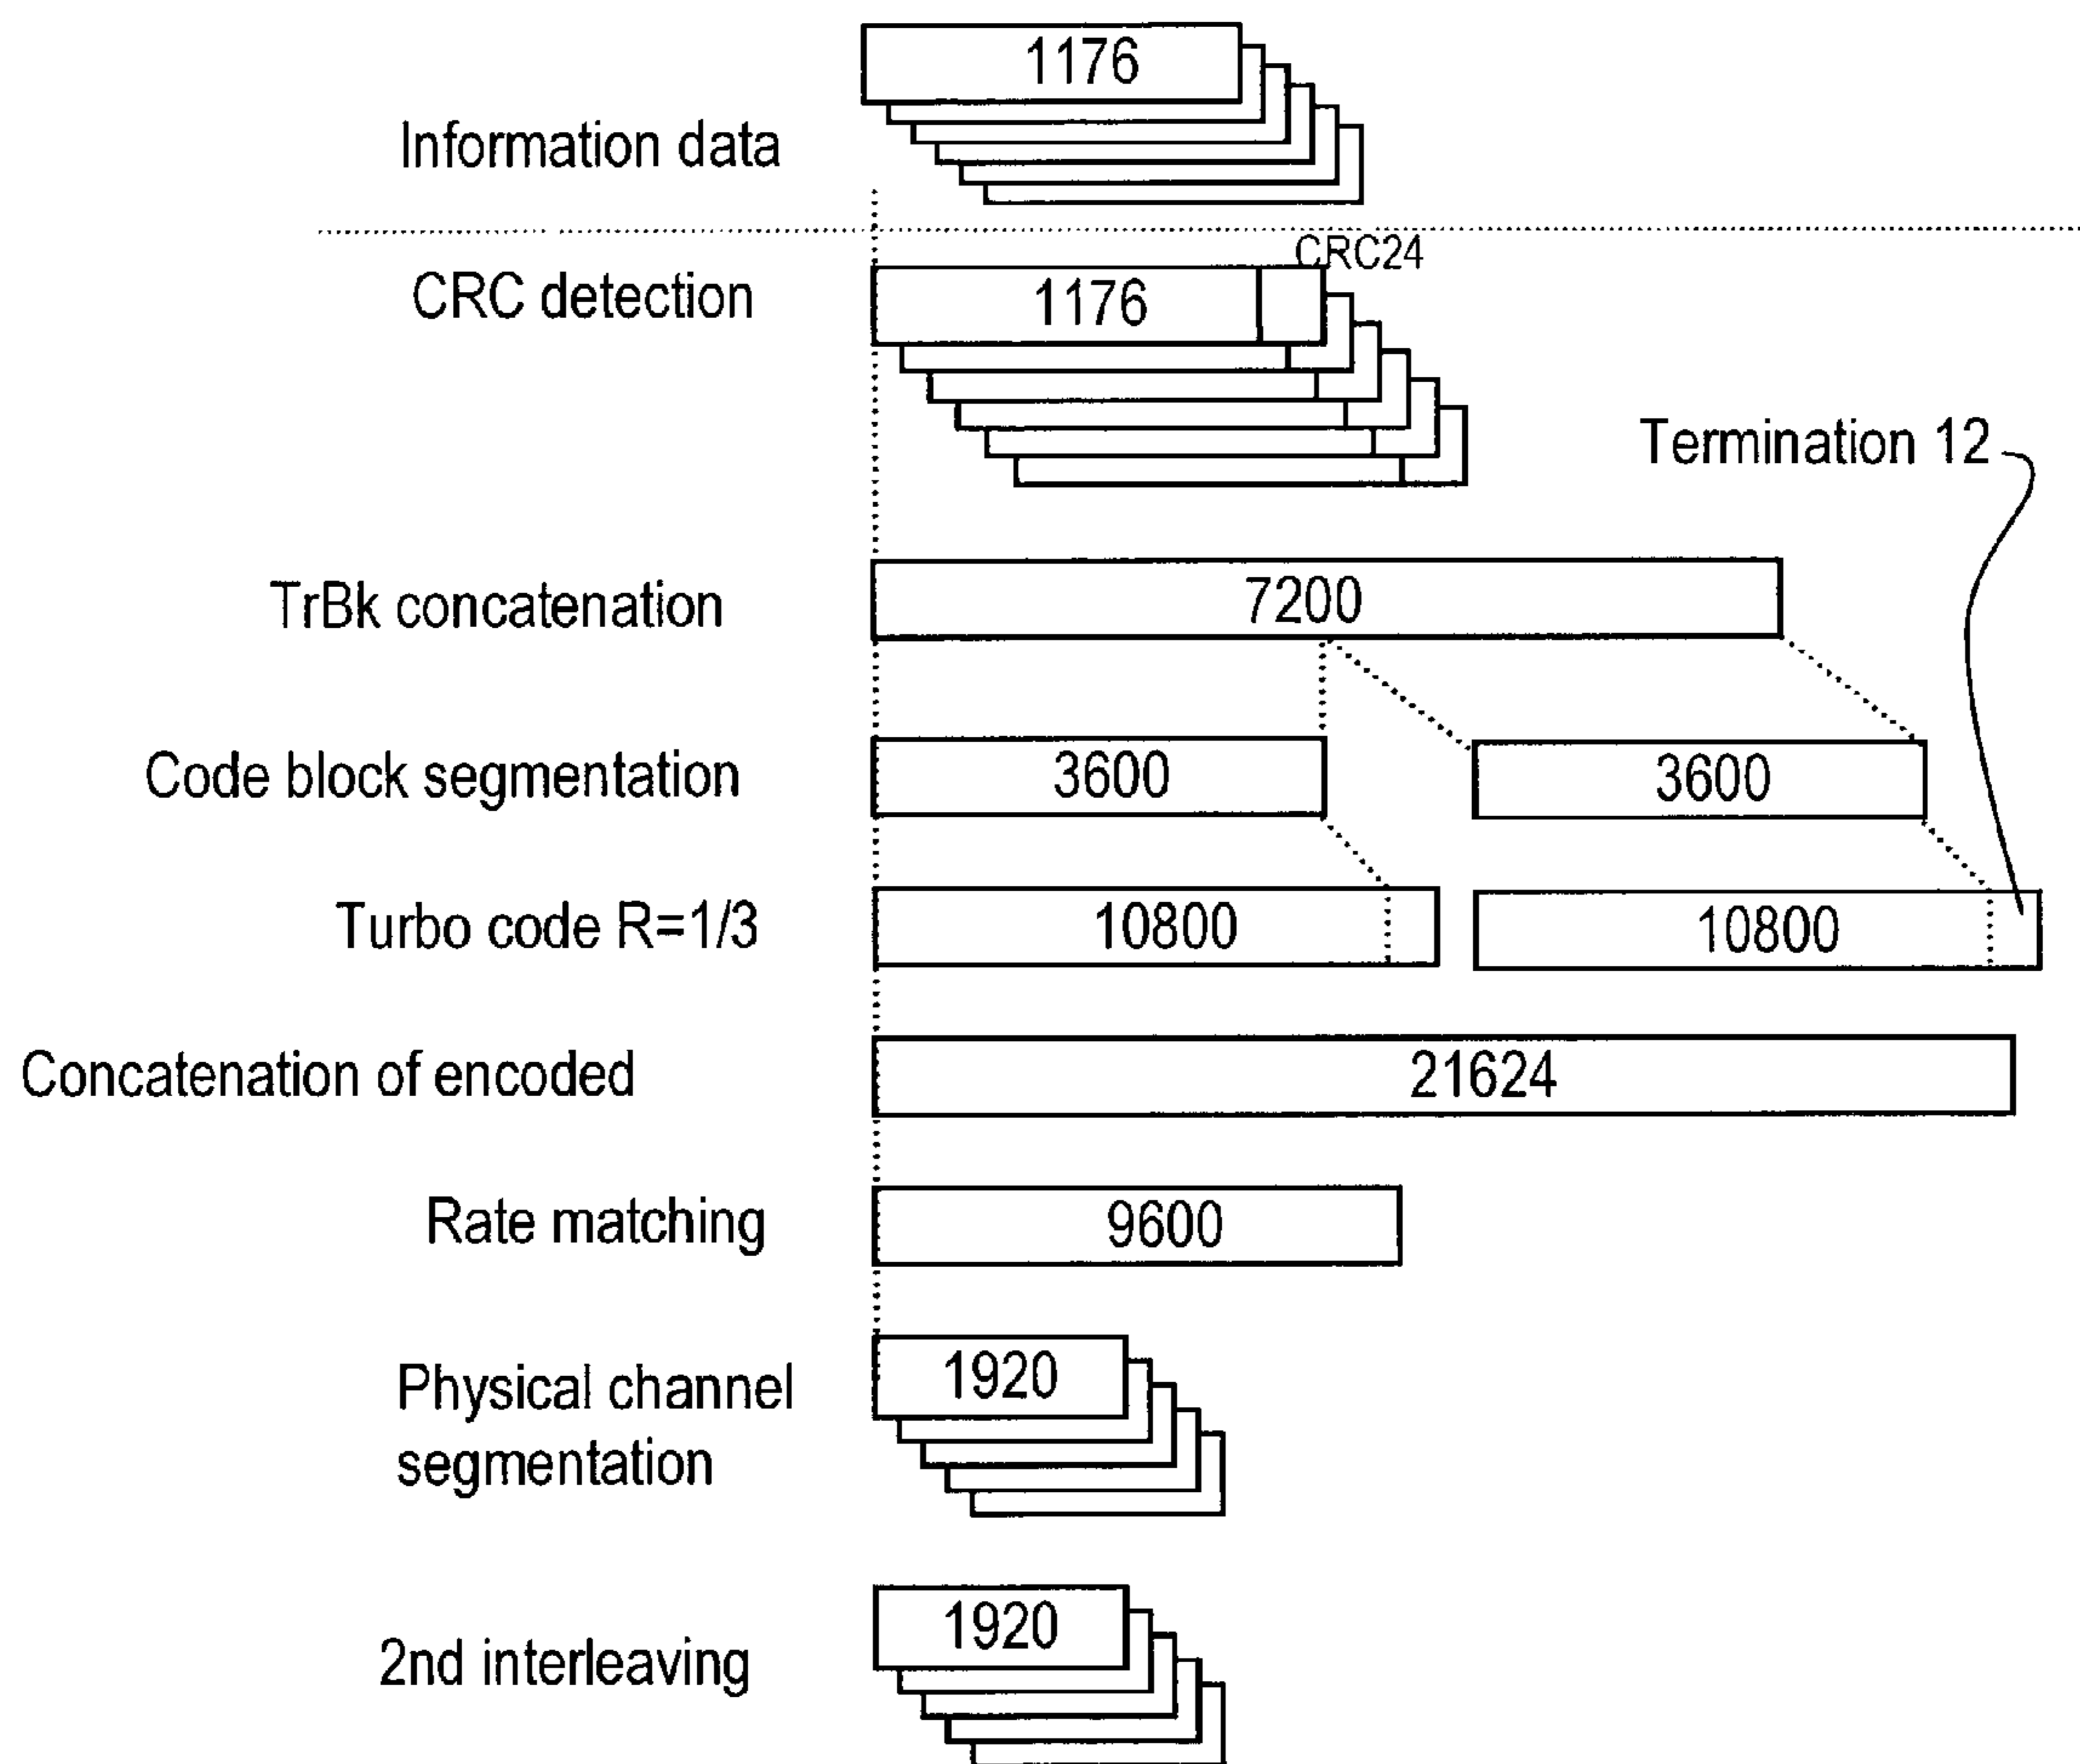 1176
Information data
CRC24
CRC detection
1176
Termination 12
TrBk concatenation
7200
Code block segmentation
3600
3600
Turbo code R=1/3
10800
10800
Concatenation of encoded
21624
Rate matching
9600
Physical channel
segmentation
1920
2nd interleaving
1920